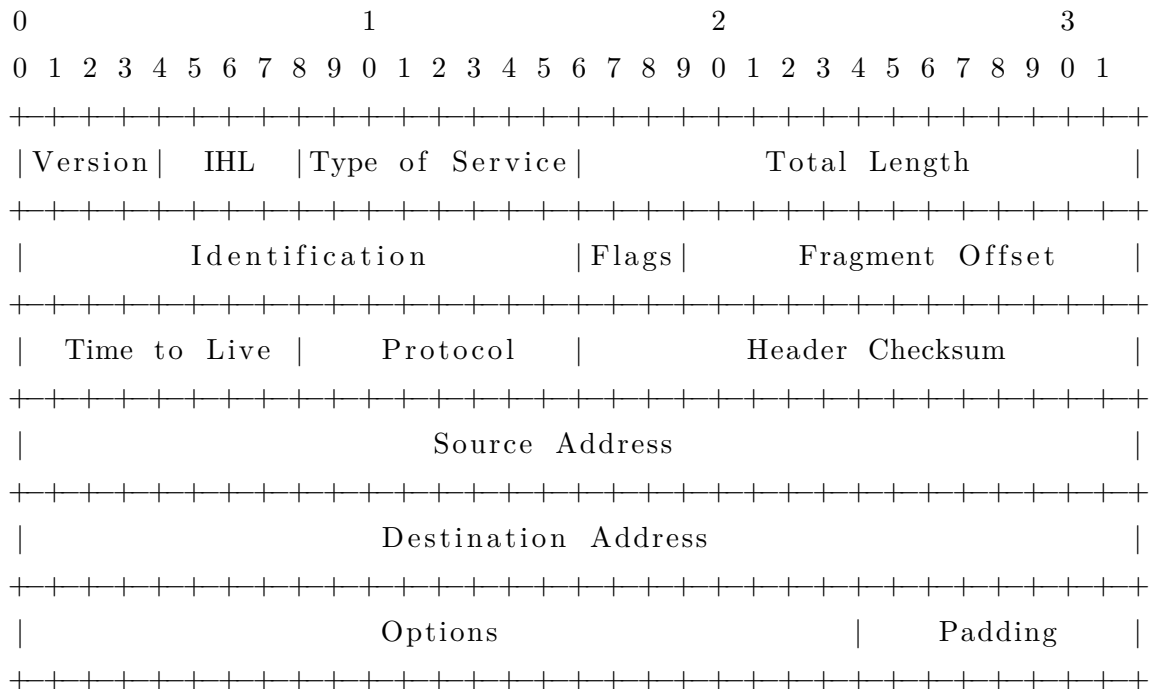 0 1 2 3
0 1 2 3 4 5 6 7 8 9 0 1 2 3 4 5 6 7 8 9 0 1 2 3 4 5 6 7 8 9 0 1
+-+-+-+-+-+-+-+-+-+-+-+-+-+-+-+-+-+-+-+-+-+-+-+-+-+-+-+-+-+-+-+-+
|Version| IHL |Type of Service| Total Length |
+-+-+-+-+-+-+-+-+-+-+-+-+-+-+-+-+-+-+-+-+-+-+-+-+-+-+-+-+-+-+-+-+
| Identification |Flags| Fragment Offset |
+-+-+-+-+-+-+-+-+-+-+-+-+-+-+-+-+-+-+-+-+-+-+-+-+-+-+-+-+-+-+-+-+
| Time to Live | Protocol | Header Checksum |
+-+-+-+-+-+-+-+-+-+-+-+-+-+-+-+-+-+-+-+-+-+-+-+-+-+-+-+-+-+-+-+-+
| Source Address |
+-+-+-+-+-+-+-+-+-+-+-+-+-+-+-+-+-+-+-+-+-+-+-+-+-+-+-+-+-+-+-+-+
| Destination Address |
+-+-+-+-+-+-+-+-+-+-+-+-+-+-+-+-+-+-+-+-+-+-+-+-+-+-+-+-+-+-+-+-+
| Options | Padding |
+-+-+-+-+-+-+-+-+-+-+-+-+-+-+-+-+-+-+-+-+-+-+-+-+-+-+-+-+-+-+-+-+